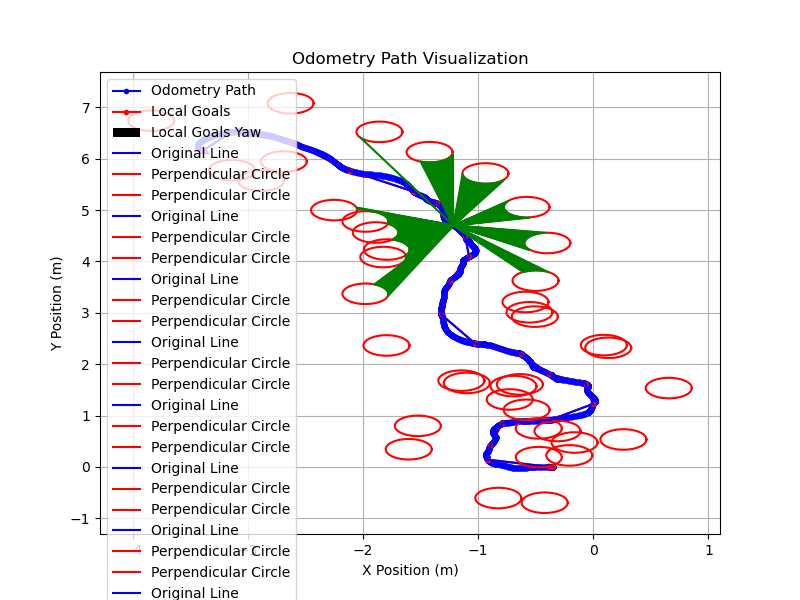 Odometry Path Visualization
Y Position (m)
7
6
5
4
3
2
1
0
−1
Odometry Path
Local Goals
Local Goals Yaw
Original Line
Perpendicular Circle
Perpendicular Circle
Original Line
Perpendicular Circle
Perpendicular Circle
Original Line
Perpendicular Circle
Perpendicular Circle
Original Line
Perpendicular Circle
Perpendicular Circle
Original Line
Perpendicular Circle
Perpendicular Circle
Original Line
Perpendicular Circle
Perpendicular Circle
Original Line
Perpendicular Circle
Perpendicular Circle
Original Line
−4 −3 −2 −1 0 1
X Position (m)